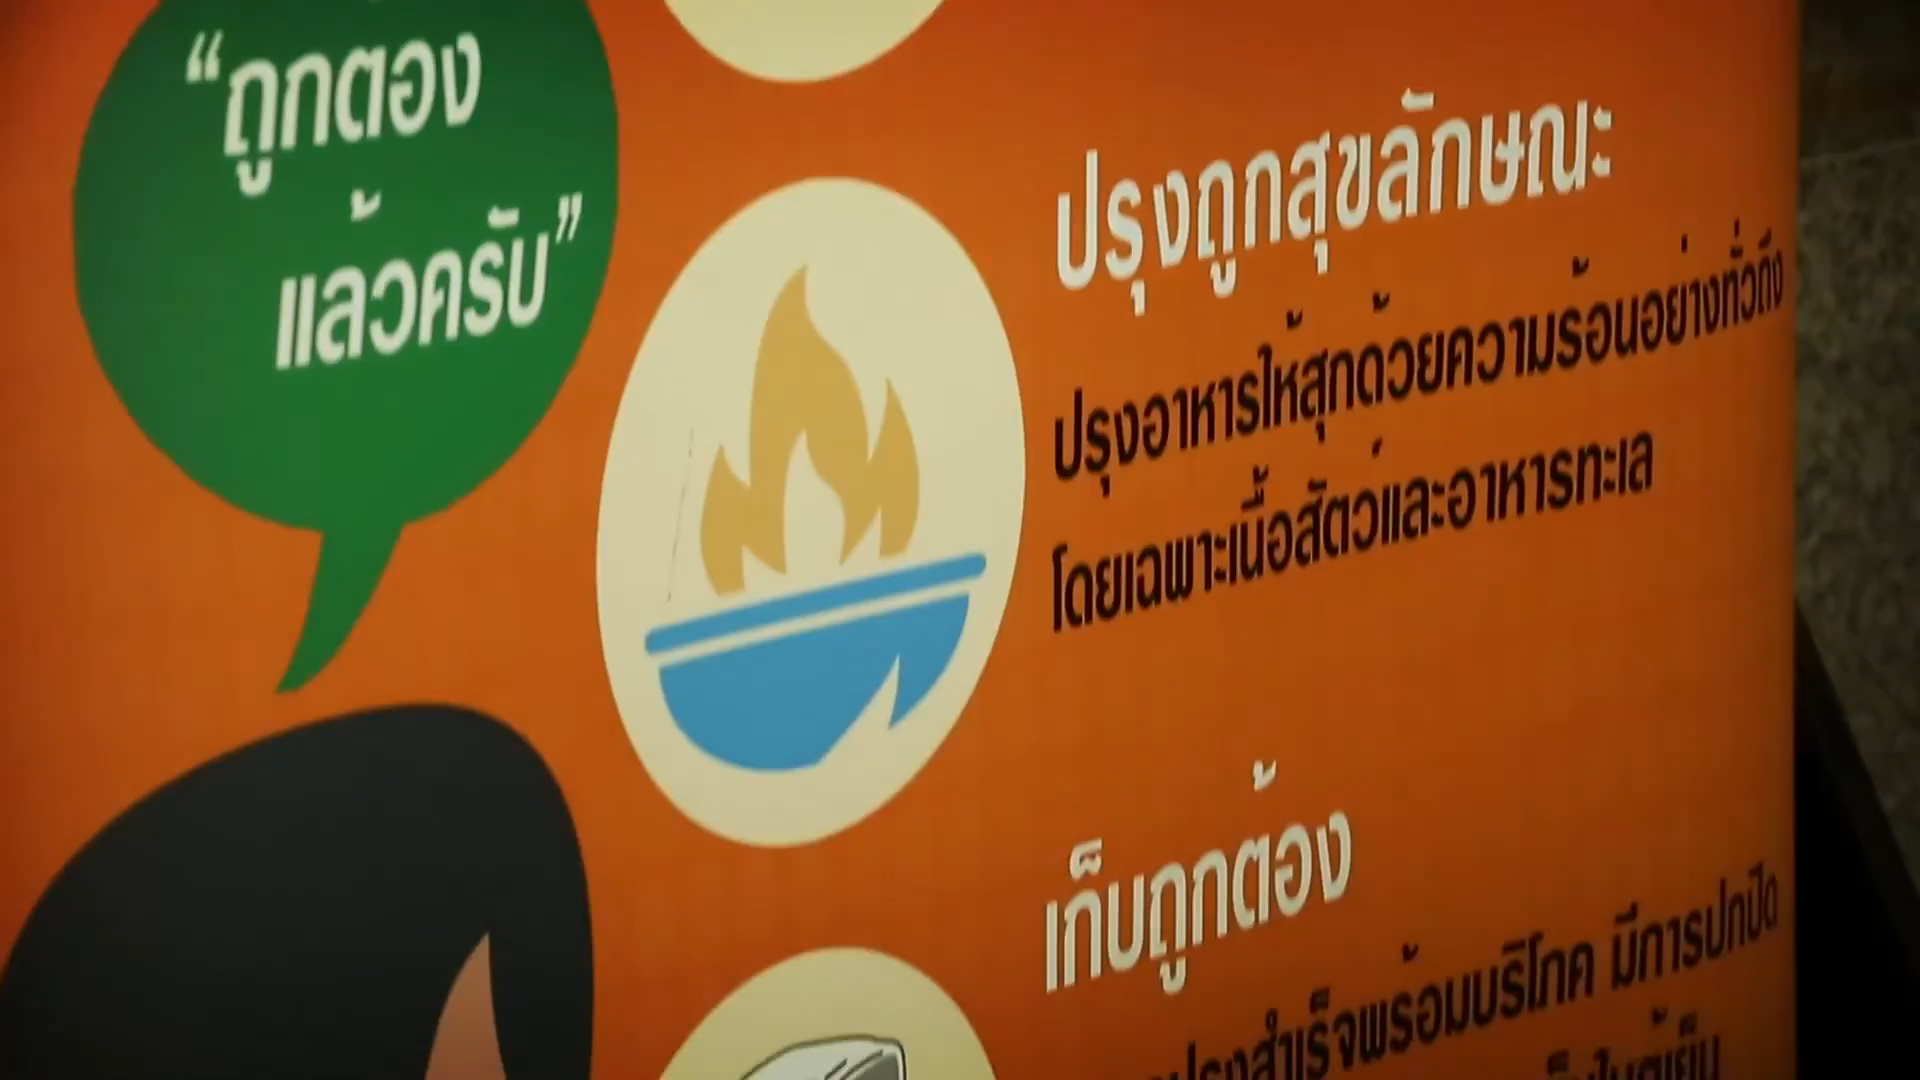 “ถูกต้อง
แล้วครับ”
ปรุงถูกสุขลักษณะ
ปรุงอาหารให้สุกด้วยความร้อนอย่างทั่วถึง
โดยเฉพาะเนื้อสัตว์และอาหารทะเล
เก็บถูกต้อง
ปรุงสำเร็จพร้อมบริโภค มีการปกปิด